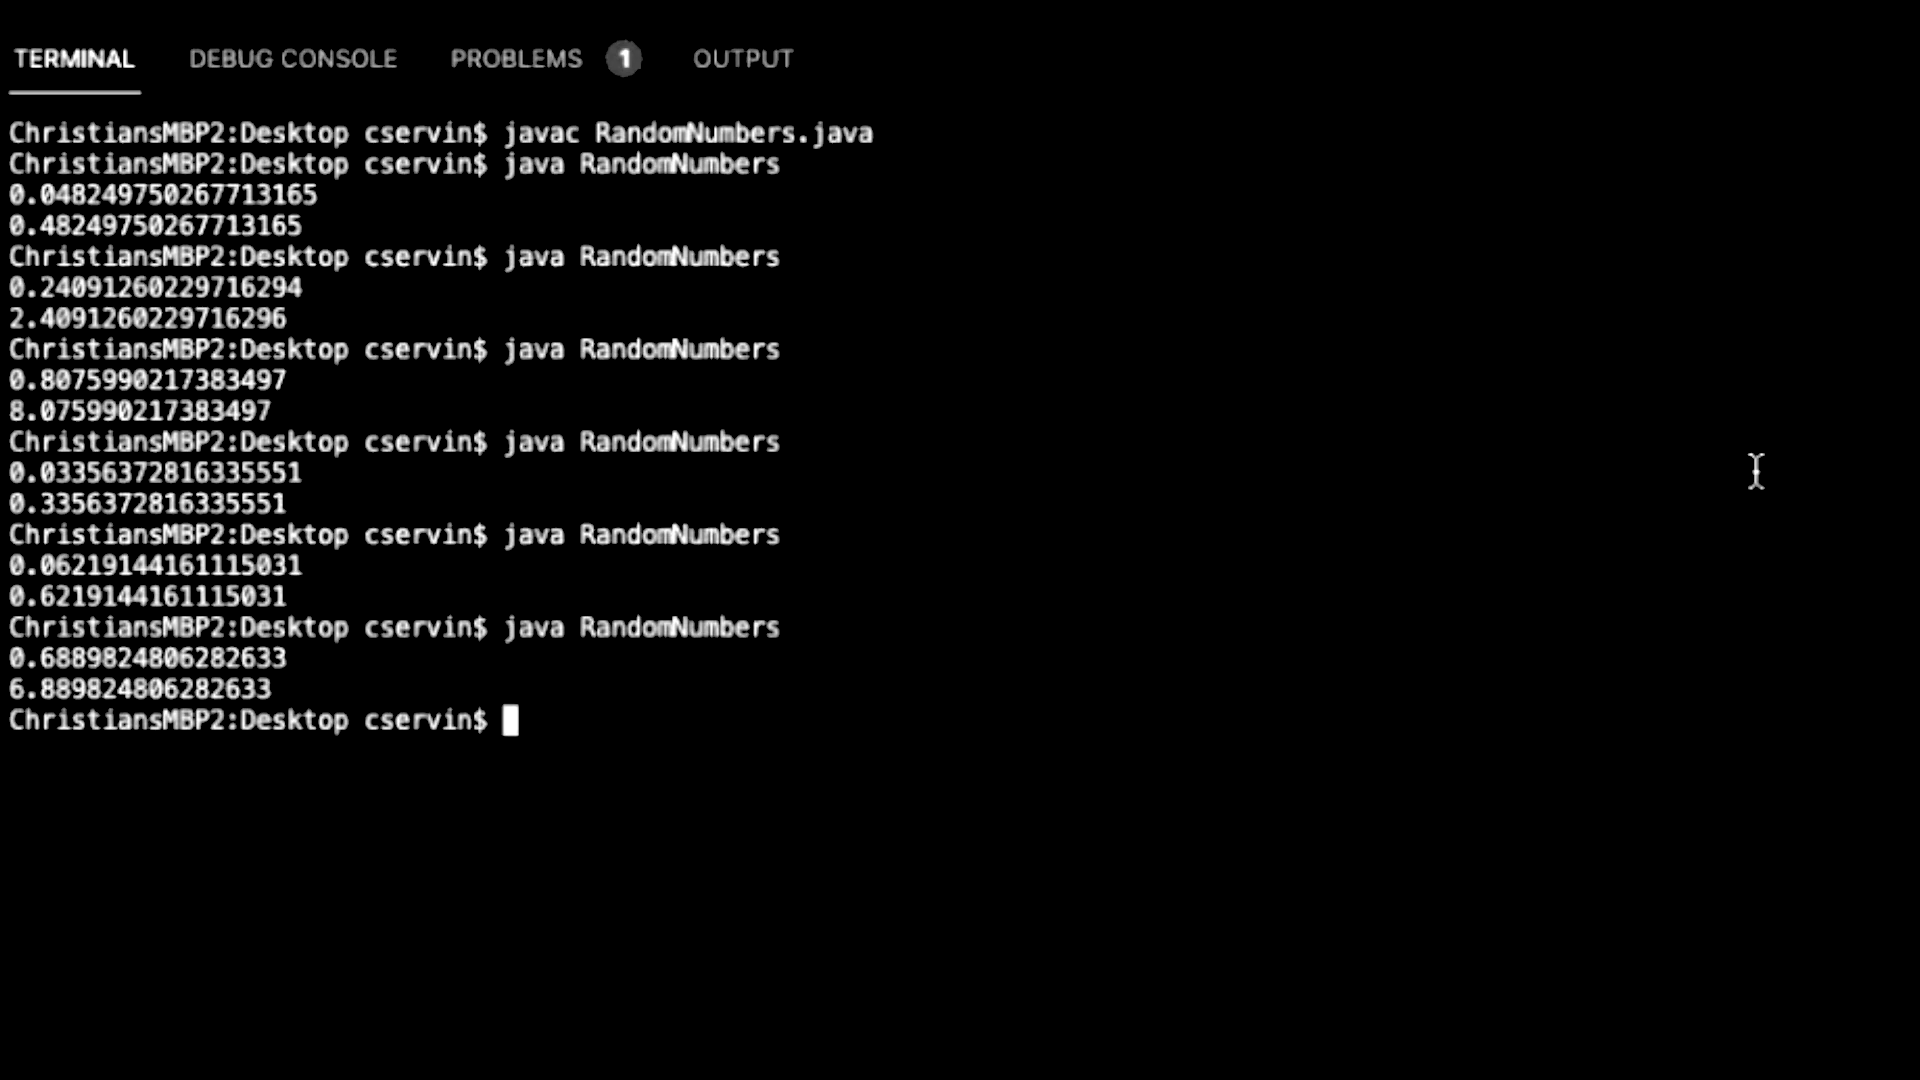 TERMINAL DEBUG CONSOLE PROBLEMS 1 OUTPUT
ChristiansMBP2:Desktop cservin$ javac RandomNumbers.java
ChristiansMBP2:Desktop cservin$ java RandomNumbers
0.048249750267713165
0.48249750267713165
ChristiansMBP2:Desktop cservin$ java RandomNumbers
0.24091260229716294
2.4091260229716296
ChristiansMBP2:Desktop cservin$ java RandomNumbers
0.8075990217383497
8.075990217383497
ChristiansMBP2:Desktop cservin$ java RandomNumbers
0.03356372816335551
0.3356372816335551
ChristiansMBP2:Desktop cservin$ java RandomNumbers
0.06219144161115031
0.6219144161115031
ChristiansMBP2:Desktop cservin$ java RandomNumbers
0.6889824806282633
6.889824806282633
ChristiansMBP2:Desktop cservin$